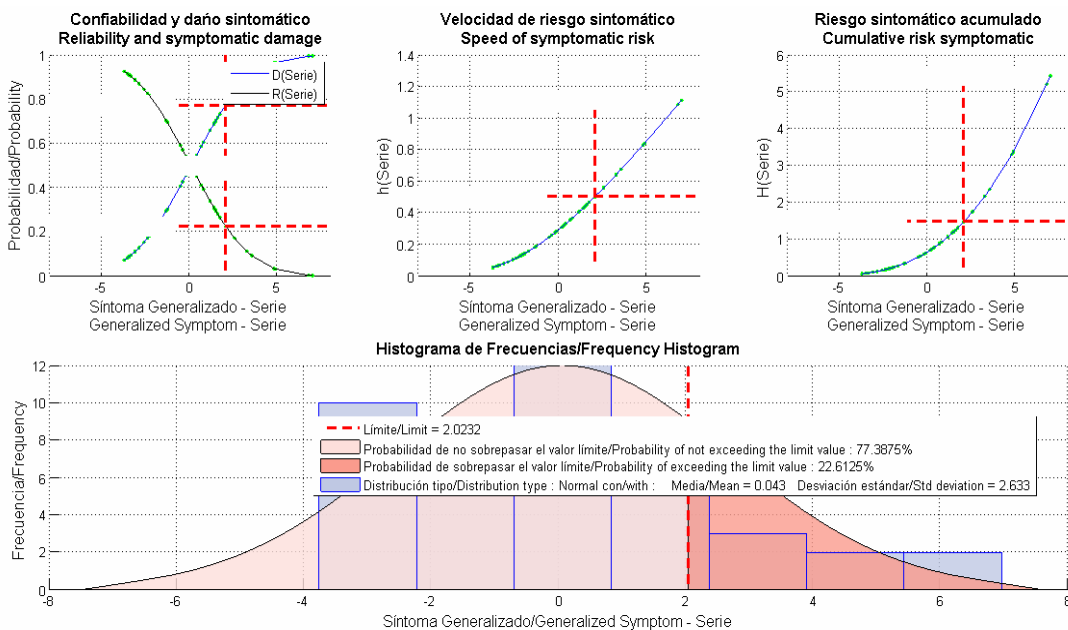 Confiabilidad y daño sintomático
Reliability and symptomatic damage
1
0.8
0.6
0.4
0.2
0
-5
0
5
Probabilidad/Probability
D(Serie)
R(Serie)
Síntoma Generalizado - Serie
Generalized Symptom - Serie
Velocidad de riesgo sintomático
Speed of symptomatic risk
1.4
1.2
1
0.8
0.6
0.4
0.2
0
-5
0
5
h(Serie)
Síntoma Generalizado - Serie
Generalized Symptom - Serie
Riesgo sintomático acumulado
Cumulative risk symptomatic
6
5
4
3
2
1
0
-5
0
5
H(Serie)
Síntoma Generalizado - Serie
Generalized Symptom - Serie
Histograma de Frecuencias/Frequency Histogram
12
10
8
6
4
2
0
Frecuencia/Frequency
Límite/Limit = 2.0232
Probabilidad de no sobrepasar el valor límite/Probability of not exceeding the limit value : 77.3875%
Probabilidad de sobrepasar el valor límite/Probability of exceeding the limit value : 22.6125%
Distribución tipo/Distribution type : Normal con/with : Media/Mean = 0.043 Desviación estándar/Std deviation = 2.633
-8
-6
-4
-2
0
2
4
6
8
Síntoma Generalizado/Generalized Symptom - Serie